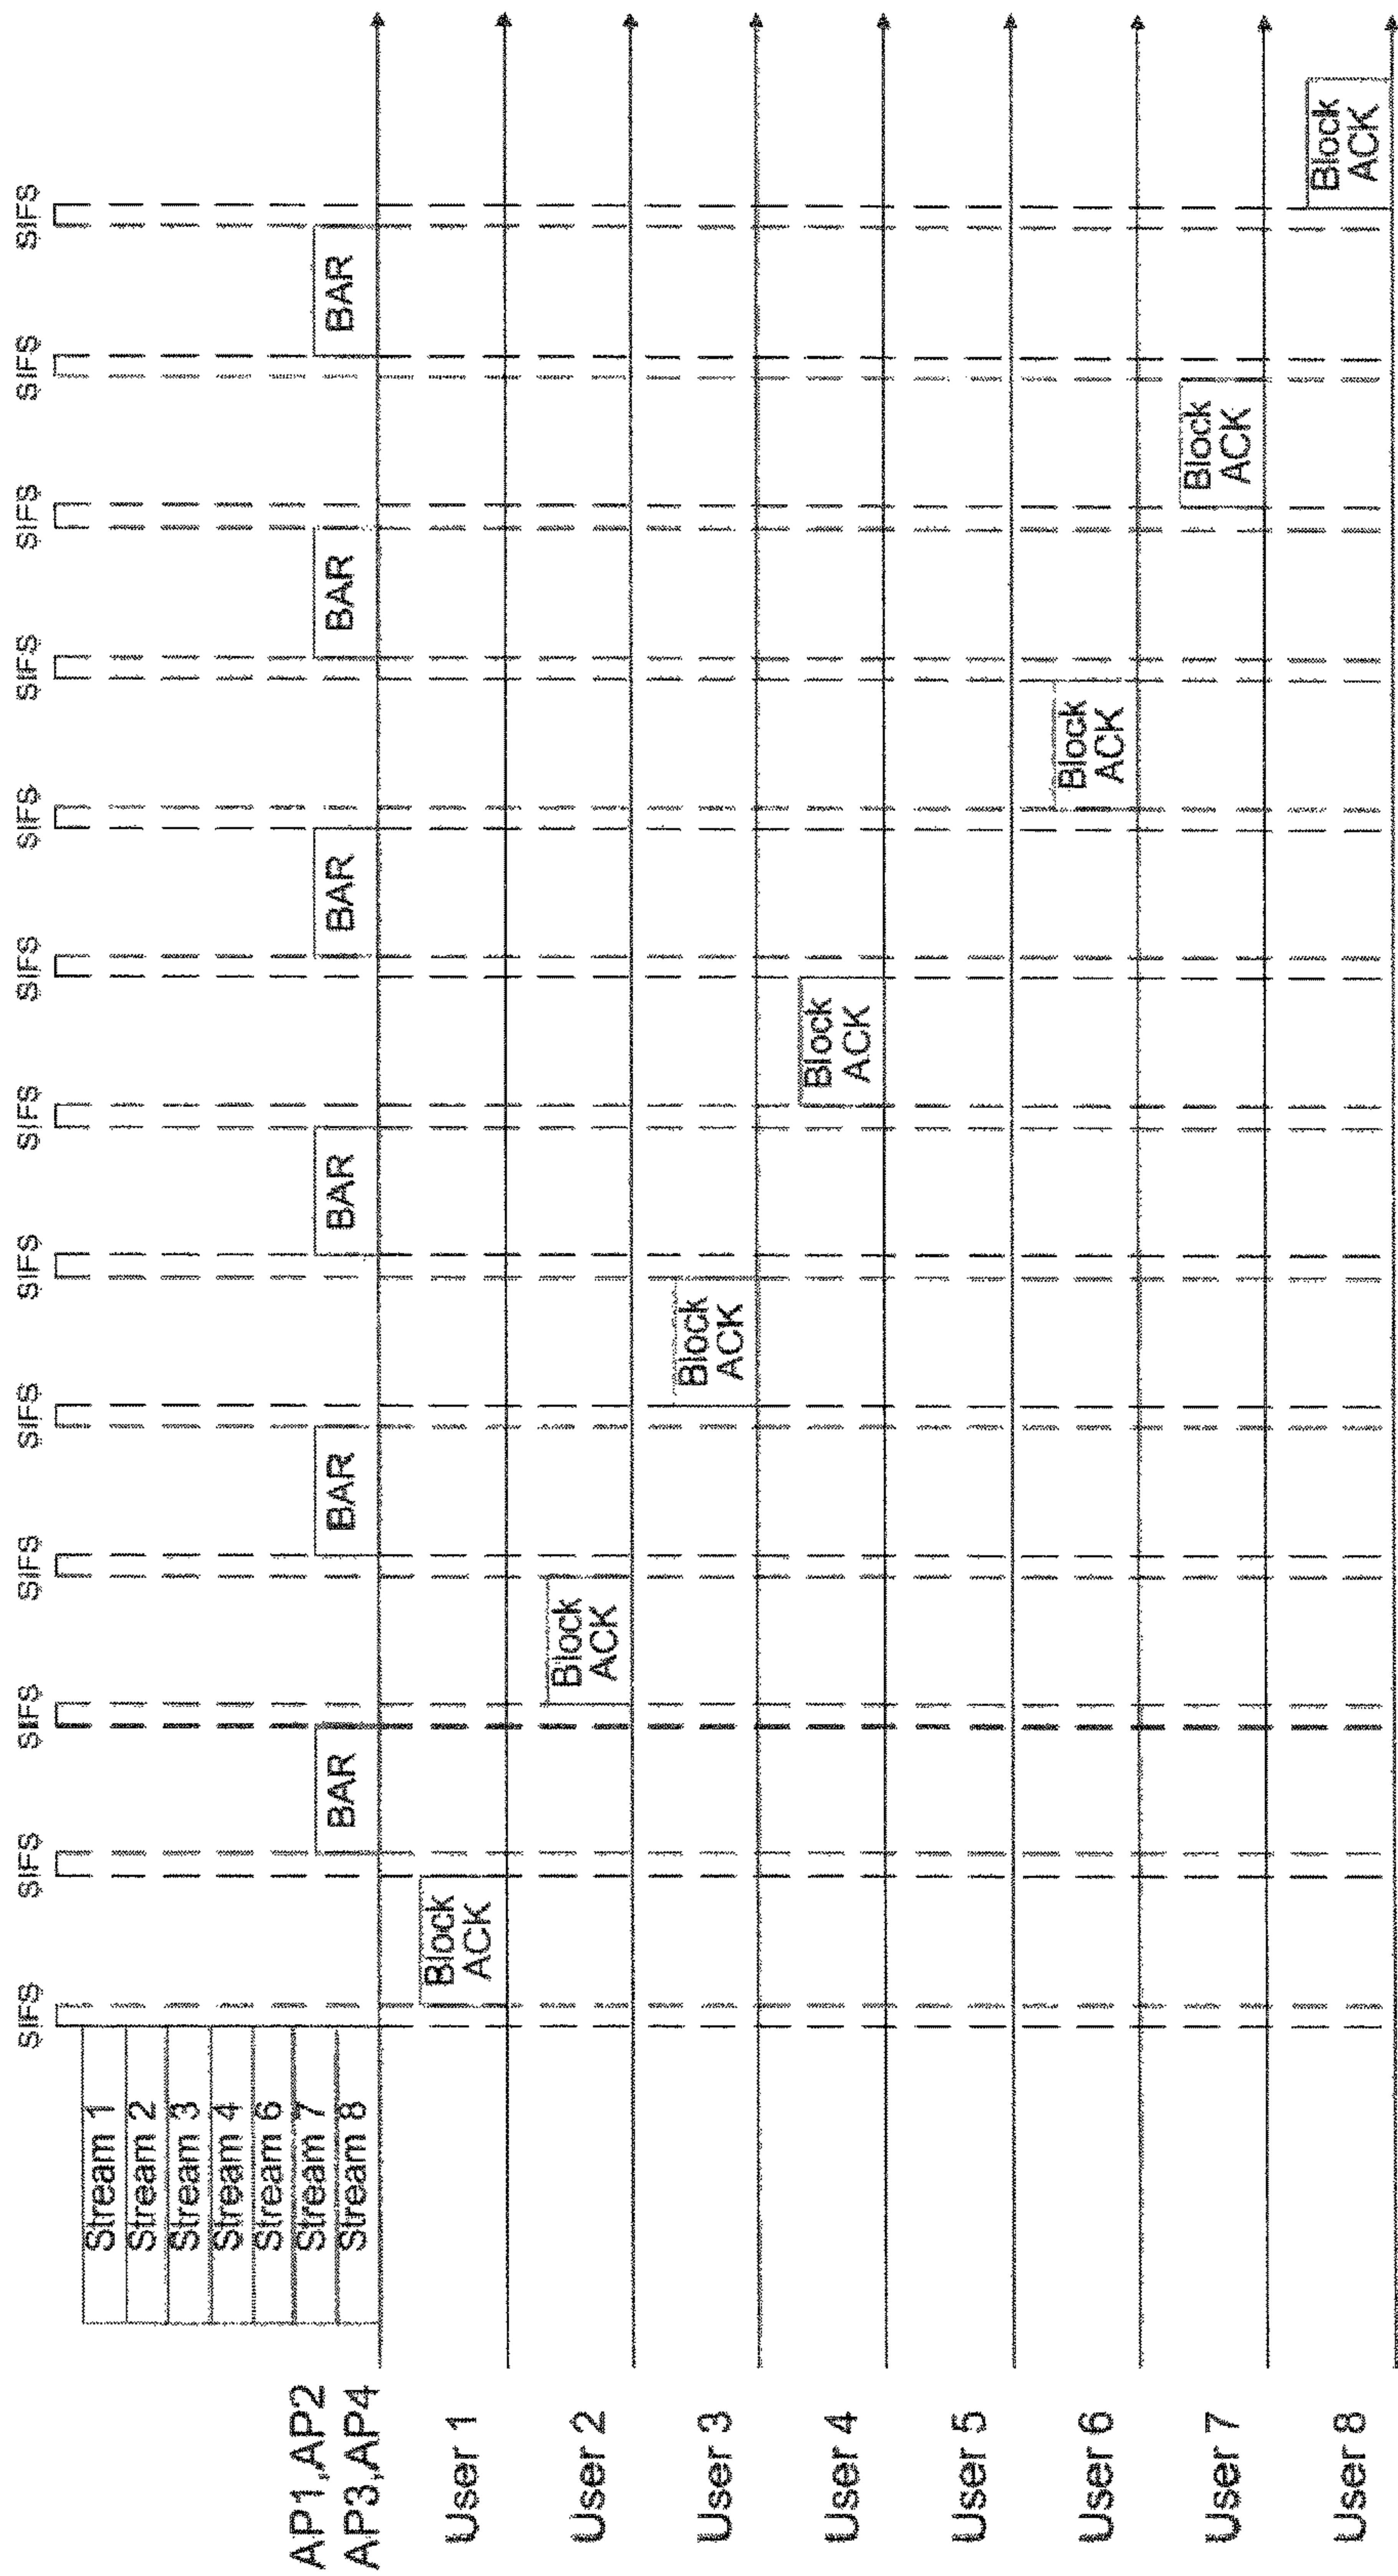 SIFS
SIFS
SIFS
SIFS
SIFS
SIFS
SIFS
SIFS
SIFS
SIFS
SIFS
SIFS
SIFS
Stream 1
Stream 2
Stream 3
Stream 4
Stream 6
Stream 7
Stream 8
AP1,AP2
AP3,AP4
BAR
BAR
BAR
BAR
BAR
BAR
User 1
Block
ACK
User 2
Block
ACK
User 3
Block
ACK
User 4
Block
ACK
User 5
User 6
Block
ACK
User 7
Block
ACK
User 8
Block
ACK